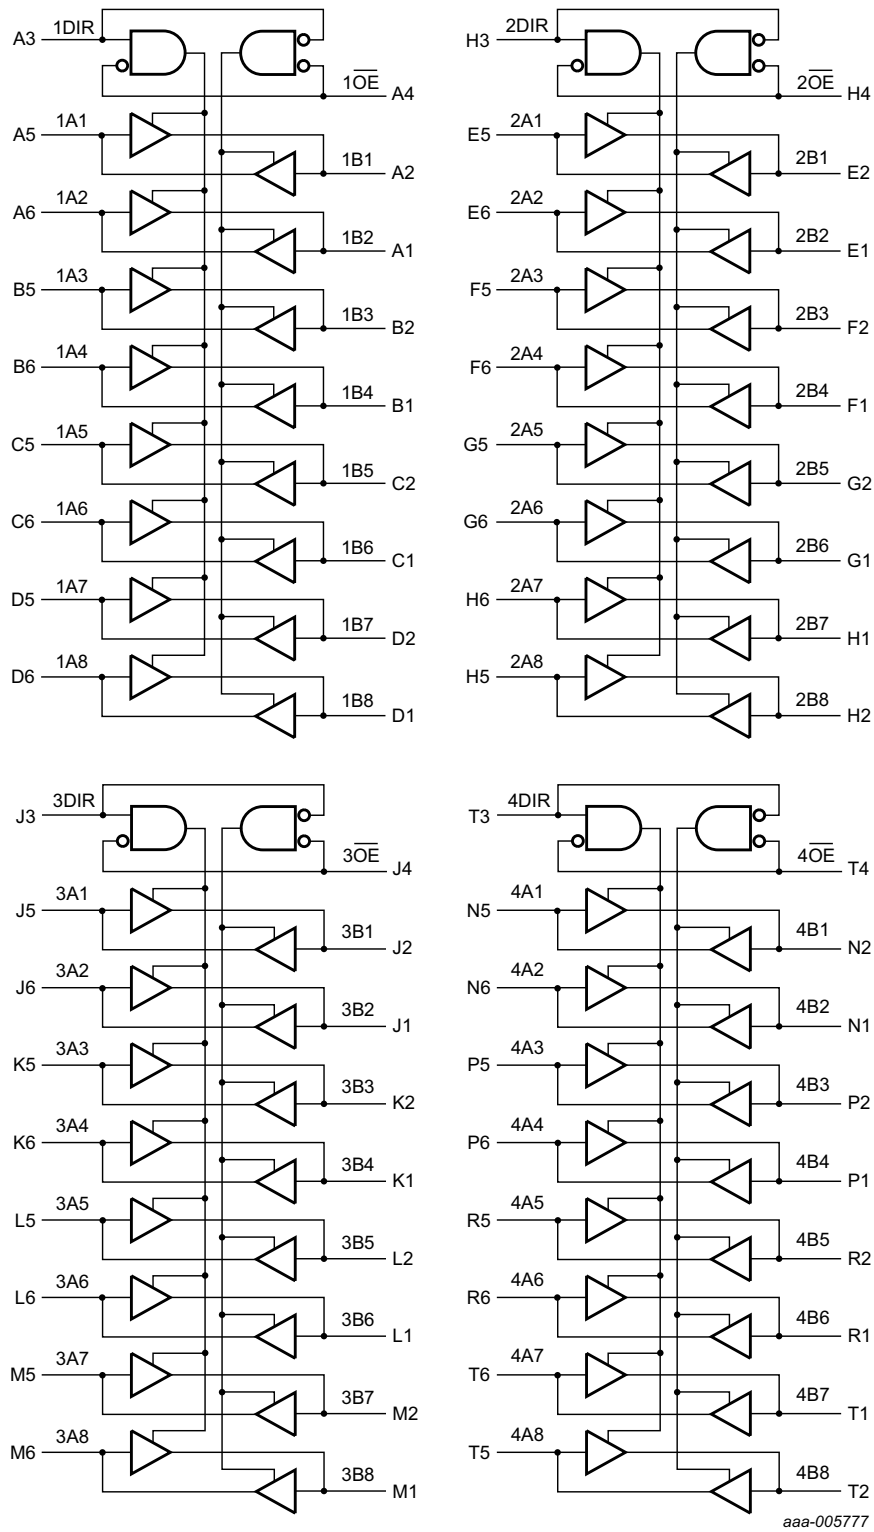 A3 1DIR
1O̅E̅ A4
A5 1A1
1B1 A2
A6 1A2
1B2 A1
B5 1A3
1B3 B2
B6 1A4
1B4 B1
C5 1A5
1B5 C2
C6 1A6
1B6 C1
D5 1A7
1B7 D2
D6 1A8
1B8 D1
H3 2DIR
2O̅E̅ H4
E5 2A1
2B1 E2
E6 2A2
2B2 E1
F5 2A3
2B3 F2
F6 2A4
2B4 F1
G5 2A5
2B5 G2
G6 2A6
2B6 G1
H6 2A7
2B7 H1
H5 2A8
2B8 H2
J3 3DIR
3O̅E̅ J4
J5 3A1
3B1 J2
J6 3A2
3B2 J1
K5 3A3
3B3 K2
K6 3A4
3B4 K1
L5 3A5
3B5 L2
L6 3A6
3B6 L1
M5 3A7
3B7 M2
M6 3A8
3B8 M1
T3 4DIR
4O̅E̅ T4
N5 4A1
4B1 N2
N6 4A2
4B2 N1
P5 4A3
4B3 P2
P6 4A4
4B4 P1
R5 4A5
4B5 R2
R6 4A6
4B6 R1
T6 4A7
4B7 T1
T5 4A8
4B8 T2
aaa-005777